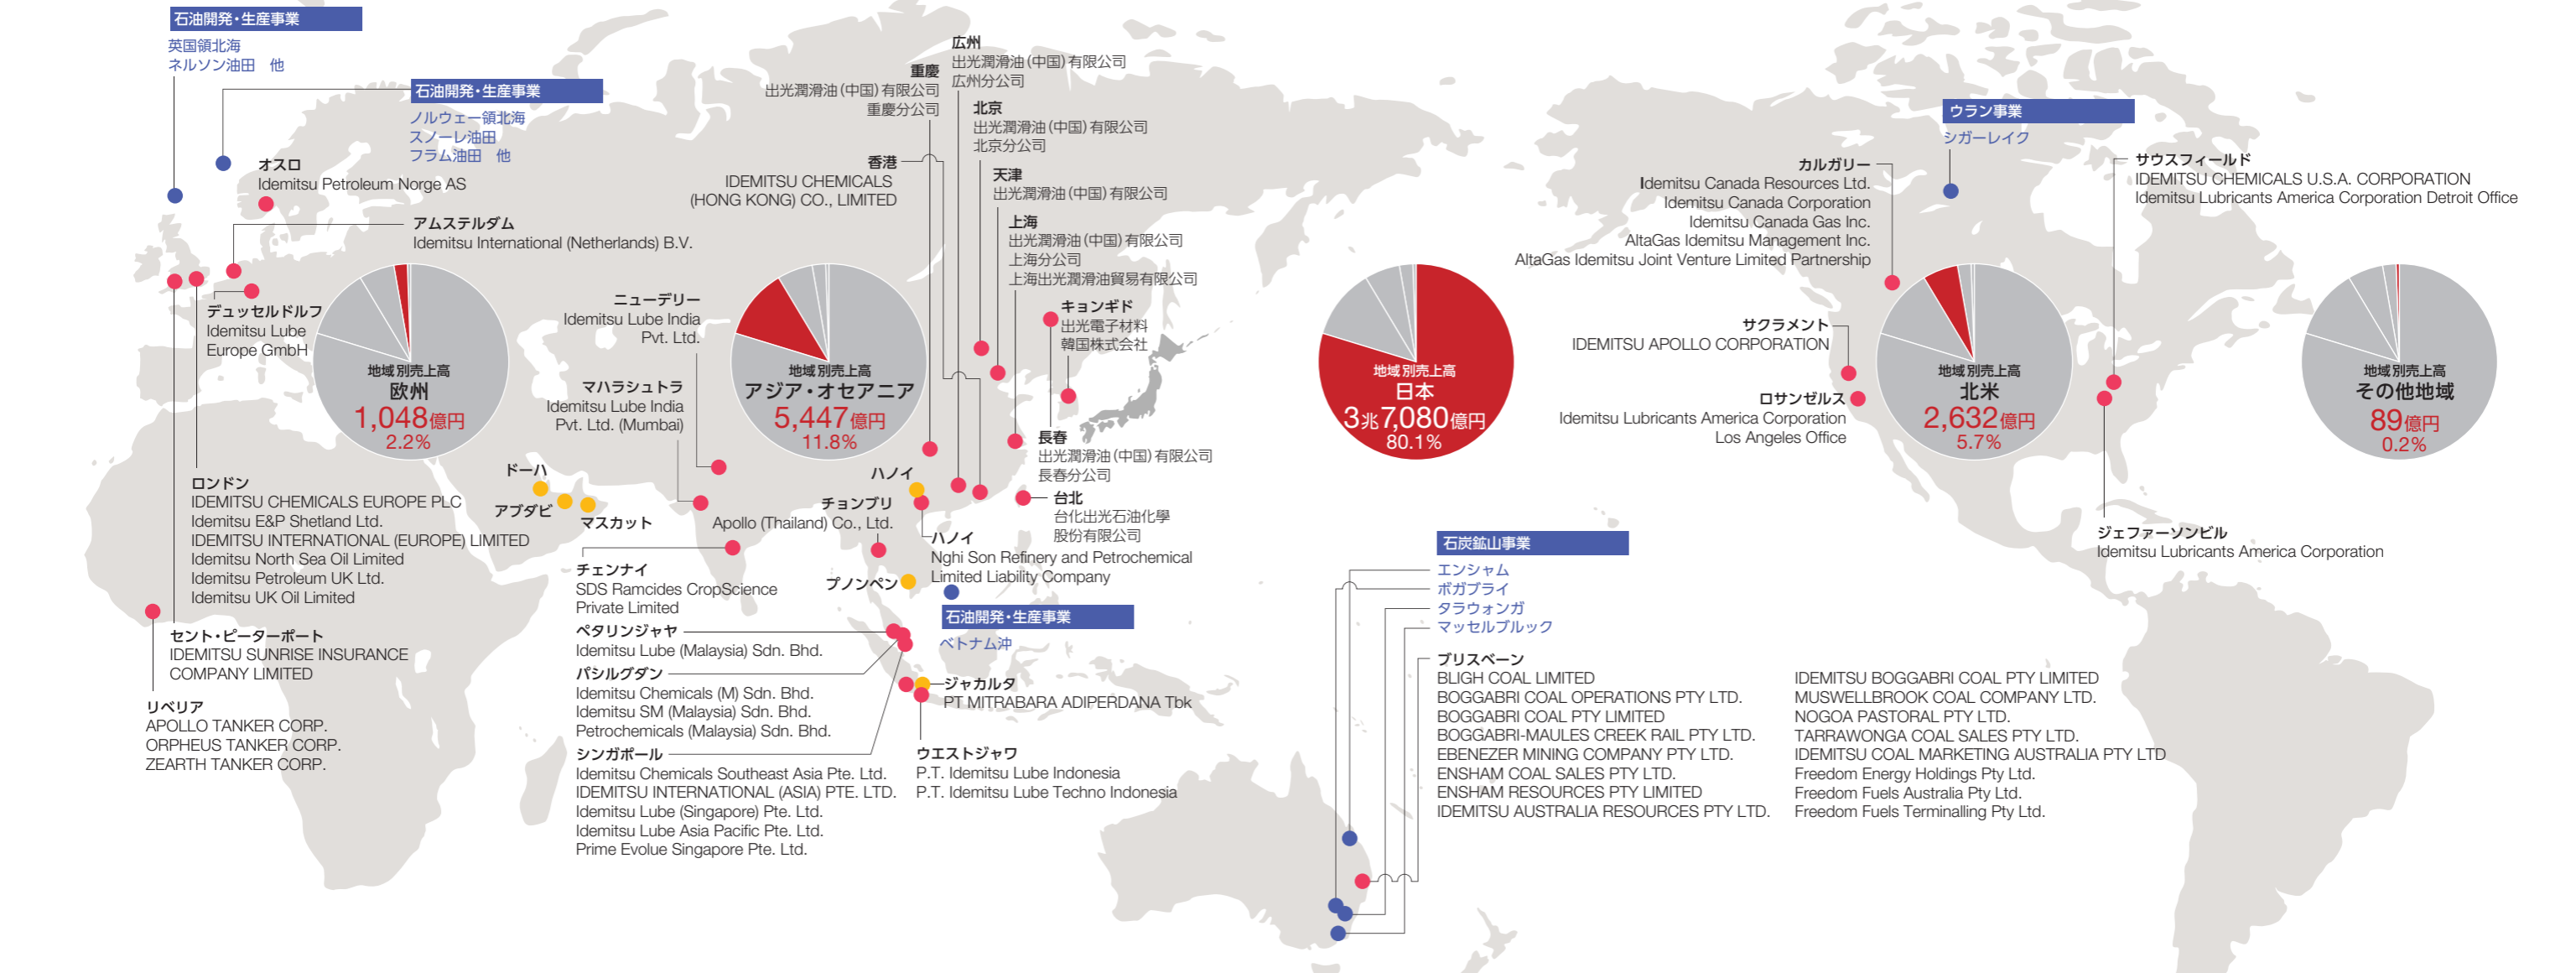 石油開発・生産事業
英国領北海
ネルソン油田　他
石油開発・生産事業
ノルウェー領北海
スノーレ油田
フラム油田　他
オスロ
Idemitsu Petroleum Norge AS
アムステルダム
Idemitsu International (Netherlands) B.V.
デュッセルドルフ
Idemitsu Lube
Europe GmbH
地域別売上高
欧州
1,048億円
2.2%
ロンドン
IDEMITSU CHEMICALS EUROPE PLC
Idemitsu E&P Shetland Ltd.
IDEMITSU INTERNATIONAL (EUROPE) LIMITED
Idemitsu North Sea Oil Limited
Idemitsu Petroleum UK Ltd.
Idemitsu UK Oil Limited
セント・ピーターポート
IDEMITSU SUNRISE INSURANCE
COMPANY LIMITED
リベリア
APOLLO TANKER CORP.
ORPHEUS TANKER CORP.
ZEARTH TANKER CORP.
ドーハ
アブダビ
マスカット
ニューデリー
Idemitsu Lube India
Pvt. Ltd.
マハラシュトラ
Idemitsu Lube India
Pvt. Ltd. (Mumbai)
チェンナイ
SDS Ramcides CropScience
Private Limited
ペタリンジャヤ
Idemitsu Lube (Malaysia) Sdn. Bhd.
パシルグダン
Idemitsu Chemicals (M) Sdn. Bhd.
Idemitsu SM (Malaysia) Sdn. Bhd.
Petrochemicals (Malaysia) Sdn. Bhd.
シンガポール
Idemitsu Chemicals Southeast Asia Pte. Ltd.
IDEMITSU INTERNATIONAL (ASIA) PTE. LTD.
Idemitsu Lube (Singapore) Pte. Ltd.
Idemitsu Lube Asia Pacific Pte. Ltd.
Prime Evolue Singapore Pte. Ltd.
地域別売上高
アジア・オセアニア
5,447億円
11.8%
重慶
出光潤滑油(中国)有限公司
重慶分公司
広州
出光潤滑油(中国)有限公司
広州分公司
北京
出光潤滑油(中国)有限公司
北京分公司
香港
IDEMITSU CHEMICALS
(HONG KONG) CO., LIMITED
天津
出光潤滑油(中国)有限公司
上海
出光潤滑油(中国)有限公司
上海分公司
上海出光潤滑油貿易有限公司
キョンギド
出光電子材料
韓国株式会社
長春
出光潤滑油(中国)有限公司
長春分公司
台北
台化出光石油化學
股份有限公司
ハノイ
チョンブリ
Apollo (Thailand) Co., Ltd.
ハノイ
Nghi Son Refinery and Petrochemical
Limited Liability Company
プノンペン
石油開発・生産事業
ベトナム沖
ジャカルタ
PT MITRABARA ADIPERDANA Tbk
ウエストジャワ
P.T. Idemitsu Lube Indonesia
P.T. Idemitsu Lube Techno Indonesia
地域別売上高
日本
3兆7,080億円
80.1%
石炭鉱山事業
エンシャム
ボガブライ
タラウォンガ
マッセルブルック
ブリスベーン
BLIGH COAL LIMITED
BOGGABRI COAL OPERATIONS PTY LTD.
BOGGABRI COAL PTY LIMITED
BOGGABRI-MAULES CREEK RAIL PTY LTD.
EBENEZER MINING COMPANY PTY LTD.
ENSHAM COAL SALES PTY LTD.
ENSHAM RESOURCES PTY LIMITED
IDEMITSU AUSTRALIA RESOURCES PTY LTD.
IDEMITSU BOGGABRI COAL PTY LIMITED
MUSWELLBROOK COAL COMPANY LTD.
NOGOA PASTORAL PTY LTD.
TARRAWONGA COAL SALES PTY LTD.
IDEMITSU COAL MARKETING AUSTRALIA PTY LTD
Freedom Energy Holdings Pty Ltd.
Freedom Fuels Australia Pty Ltd.
Freedom Fuels Terminalling Pty Ltd.
ウラン事業
シガーレイク
カルガリー
Idemitsu Canada Resources Ltd.
Idemitsu Canada Corporation
Idemitsu Canada Gas Inc.
AltaGas Idemitsu Management Inc.
AltaGas Idemitsu Joint Venture Limited Partnership
サクラメント
IDEMITSU APOLLO CORPORATION
ロサンゼルス
Idemitsu Lubricants America Corporation
Los Angeles Office
地域別売上高
北米
2,632億円
5.7%
サウスフィールド
IDEMITSU CHEMICALS U.S.A. CORPORATION
Idemitsu Lubricants America Corporation Detroit Office
ジェファーソンビル
Idemitsu Lubricants America Corporation
地域別売上高
その他地域
89億円
0.2%